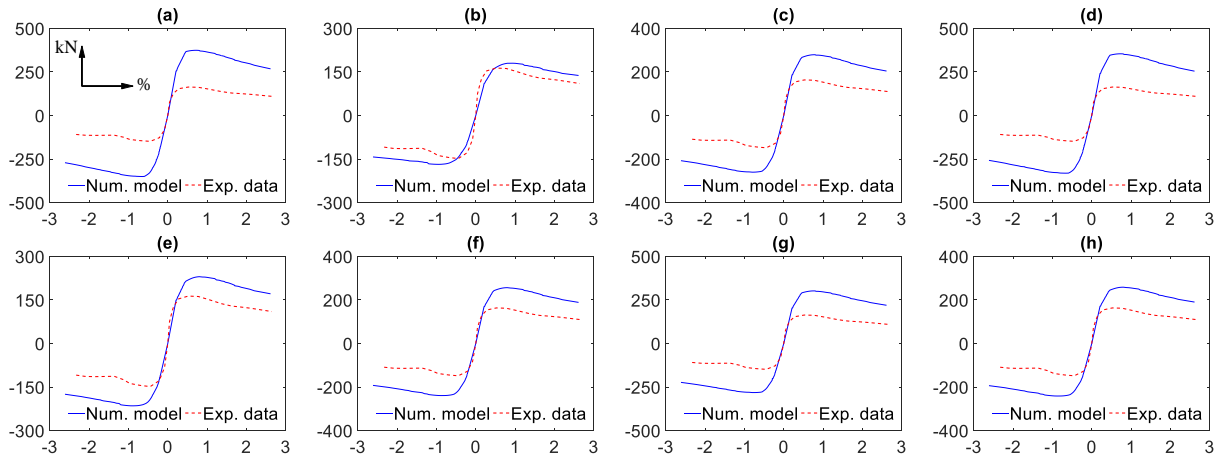 (a) (b) (c) (d)
500 300 400 500
kN
%
250 150 200 250
0 0 0 0
-250 -150 -200 -250
Num. model Exp. data Num. model Exp. data Num. model Exp. data Num. model Exp. data
-500 -300 -400 -500
-3 -2 -1 0 1 2 3 -3 -2 -1 0 1 2 3 -3 -2 -1 0 1 2 3 -3 -2 -1 0 1 2 3
(e) (f) (g) (h)
300 400 500 400
150 200 250 200
0 0 0 0
-150 -200 -250 -200
Num. model Exp. data Num. model Exp. data Num. model Exp. data Num. model Exp. data
-300 -400 -500 -400
-3 -2 -1 0 1 2 3 -3 -2 -1 0 1 2 3 -3 -2 -1 0 1 2 3 -3 -2 -1 0 1 2 3